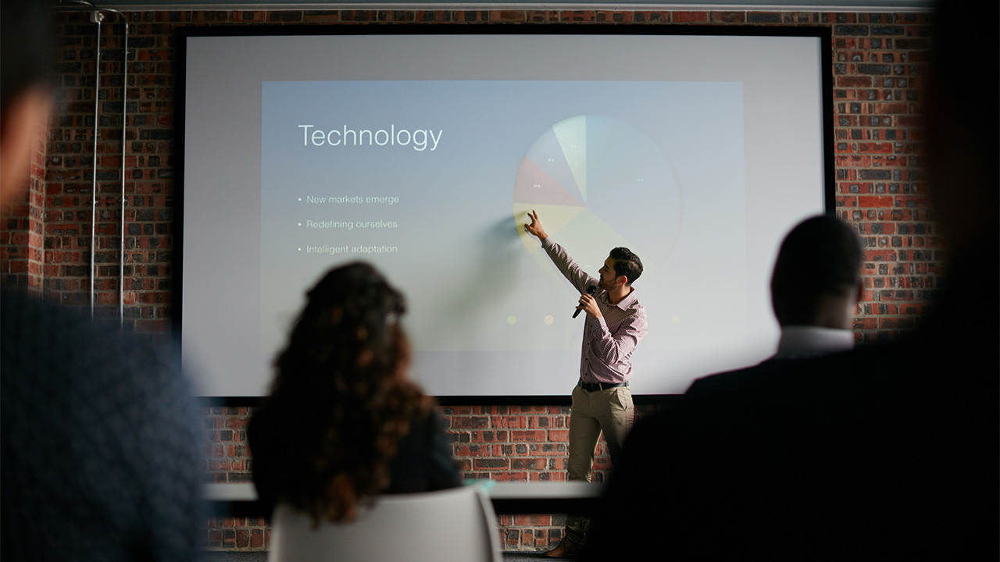 Technology
• New markets emerge
• Redefining ourselves
• Intelligent adaptation